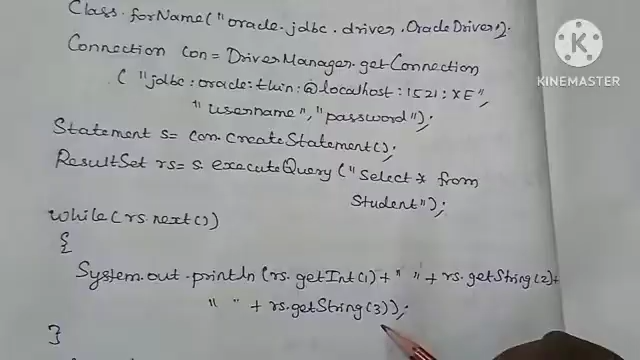 Class.forName("oracle.jdbc.driver.OracleDriver");
Connection con = DriverManager.getConnection
("jdbc:oracle:thin:@localhost:1521:XE",
"username","password");
Statement s= con.createStatement();
ResultSet rs= s.executeQuery("select * from
Student");
while(rs.next())
{
System.out.println(rs.getInt(1)+" "+rs.getString(2)+
" "+rs.getString(3));
}
KINEMASTER